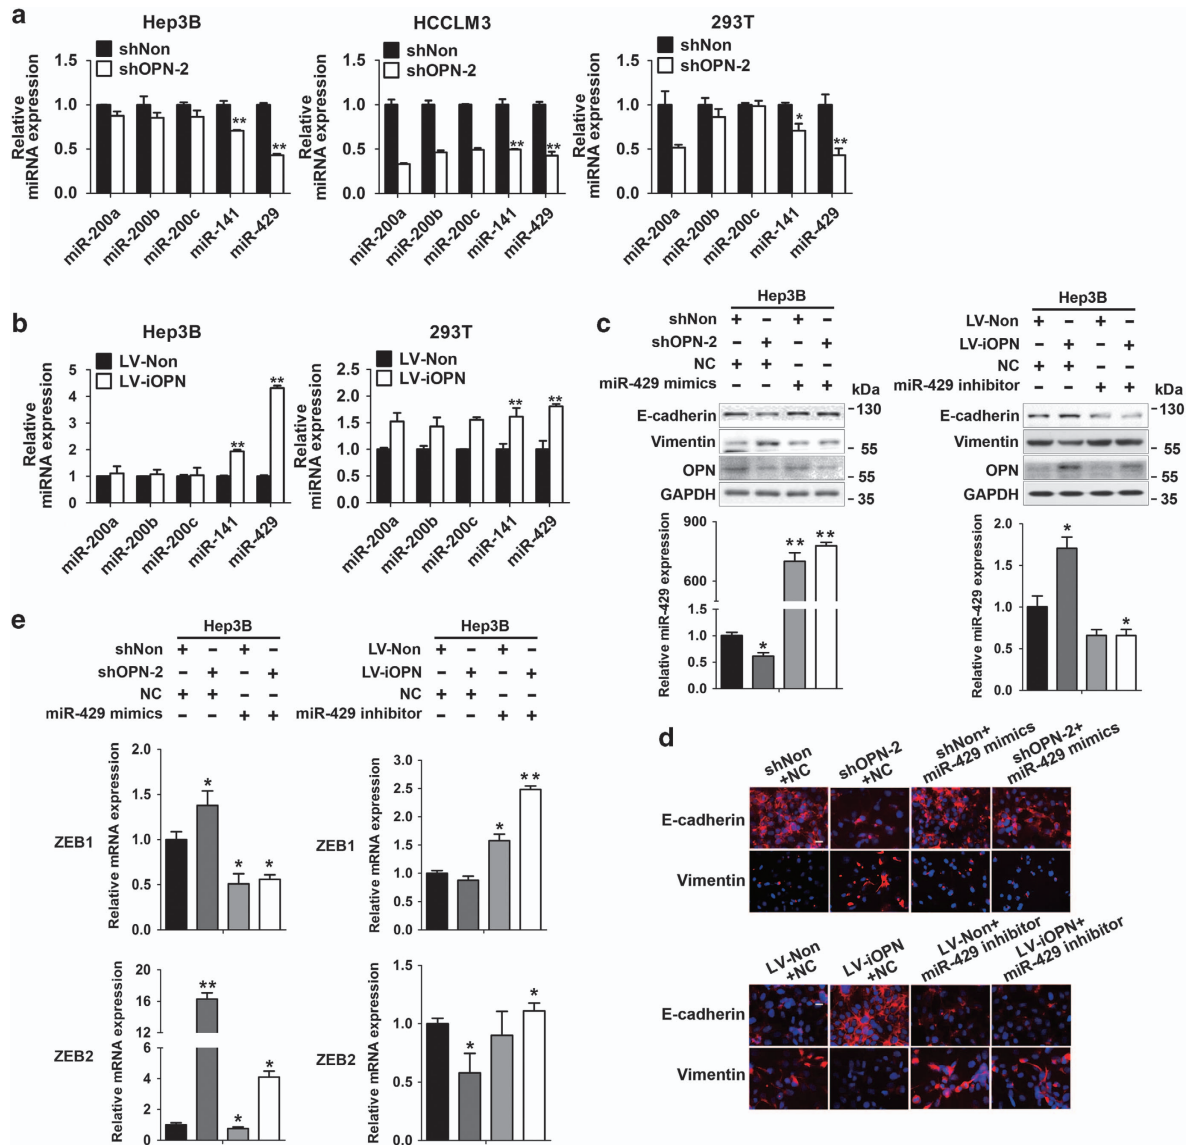 a
Hep3B
HCCLM3
293T
shNon
shOPN-2
shNon
shOPN-2
shNon
shOPN-2
Relative
miRNA expression
1.5
1.0
0.5
0.0
** **
miR-200a miR-200b miR-200c miR-141 miR-429
Relative
miRNA expression
1.5
1.0
0.5
0.0
** **
miR-200a miR-200b miR-200c miR-141 miR-429
Relative
miRNA expression
1.5
1.0
0.5
0.0
* **
miR-200a miR-200b miR-200c miR-141 miR-429
b
Hep3B
293T
LV-Non
LV-iOPN
LV-Non
LV-iOPN
Relative
miRNA expression
5
4
2
1
0
** **
miR-200a miR-200b miR-200c miR-141 miR-429
Relative
miRNA expression
2.5
2.0
1.5
1.0
0.5
0.0
** **
miR-200a miR-200b miR-200c miR-141 miR-429
c
Hep3B
shNon + – + –
shOPN-2 – + – +
NC + + – –
miR-429 mimics – – + + kDa
E-cadherin 130
Vimentin 55
OPN 55
GAPDH 35
Relative miR-429 expression
900
600
1.0
0.5
0.0
* ** **
Hep3B
LV-Non + – + –
LV-iOPN – + – +
NC + + – –
miR-429 inhibitor – – + + kDa
E-cadherin 130
Vimentin 55
OPN 55
GAPDH 35
Relative miR-429 expression
2.0
1.5
1.0
0.5
0.0
* *
e
Hep3B
shNon + – + –
shOPN-2 – + – +
NC + + – –
miR-429 mimics – – + +
Hep3B
LV-Non + – + –
LV-iOPN – + – +
NC + + – –
miR-429 inhibitor – – + +
ZEB1
Relative mRNA expression
2.0
1.5
1.0
0.5
0.0
* * *
ZEB1
Relative mRNA expression
2.5
2.0
1.5
1.0
0.5
0.0
* **
ZEB2
Relative mRNA expression
20
16
12
6
4
2
0
** * *
ZEB2
Relative mRNA expression
1.5
1.0
0.5
0.0
* *
d
shNon
+NC
shOPN-2
+NC
shNon+
miR-429 mimics
shOPN-2+
miR-429 mimics
E-cadherin
Vimentin
LV-Non
+NC
LV-iOPN
+NC
LV-Non+
miR-429 inhibitor
LV-iOPN+
miR-429 inhibitor
E-cadherin
Vimentin